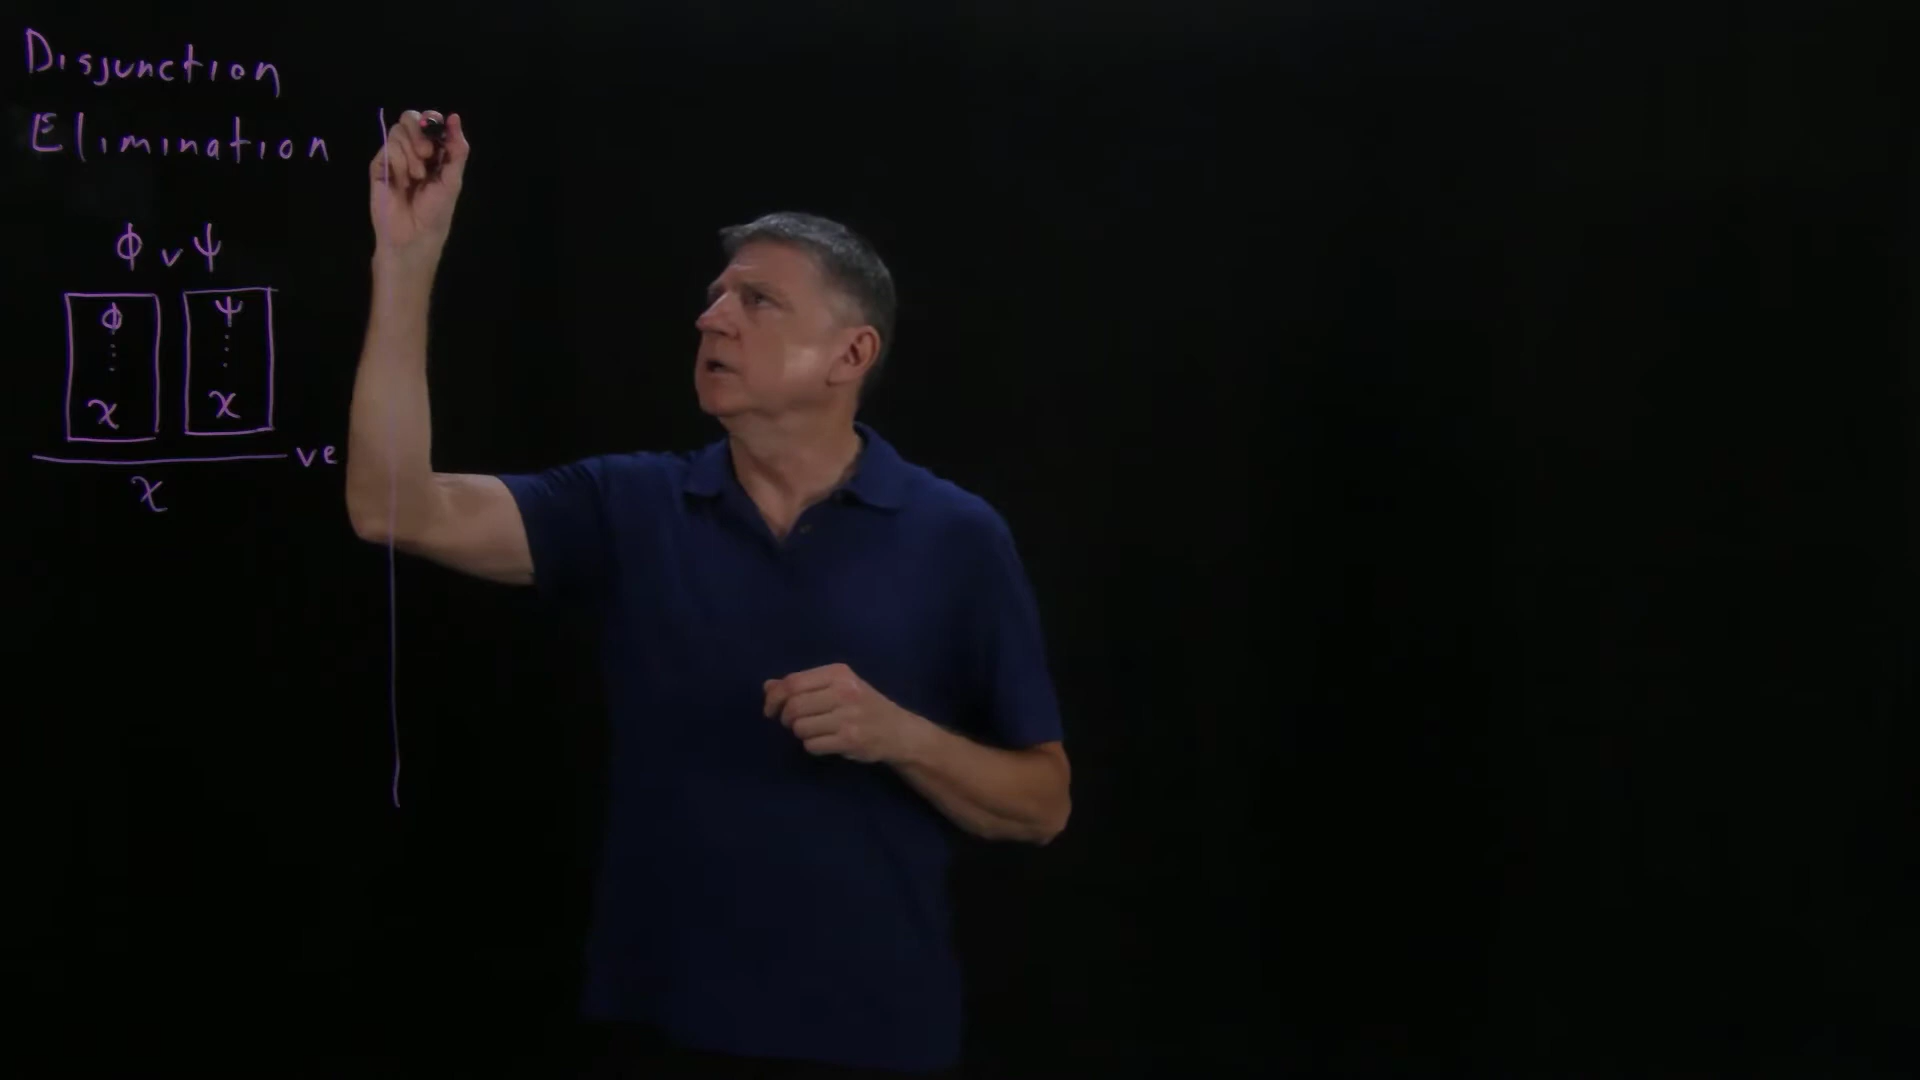 Disjunction
Elimination
ϕ ∨ ψ
ϕ ψ
⋮ ⋮
χ χ
∨e
χ